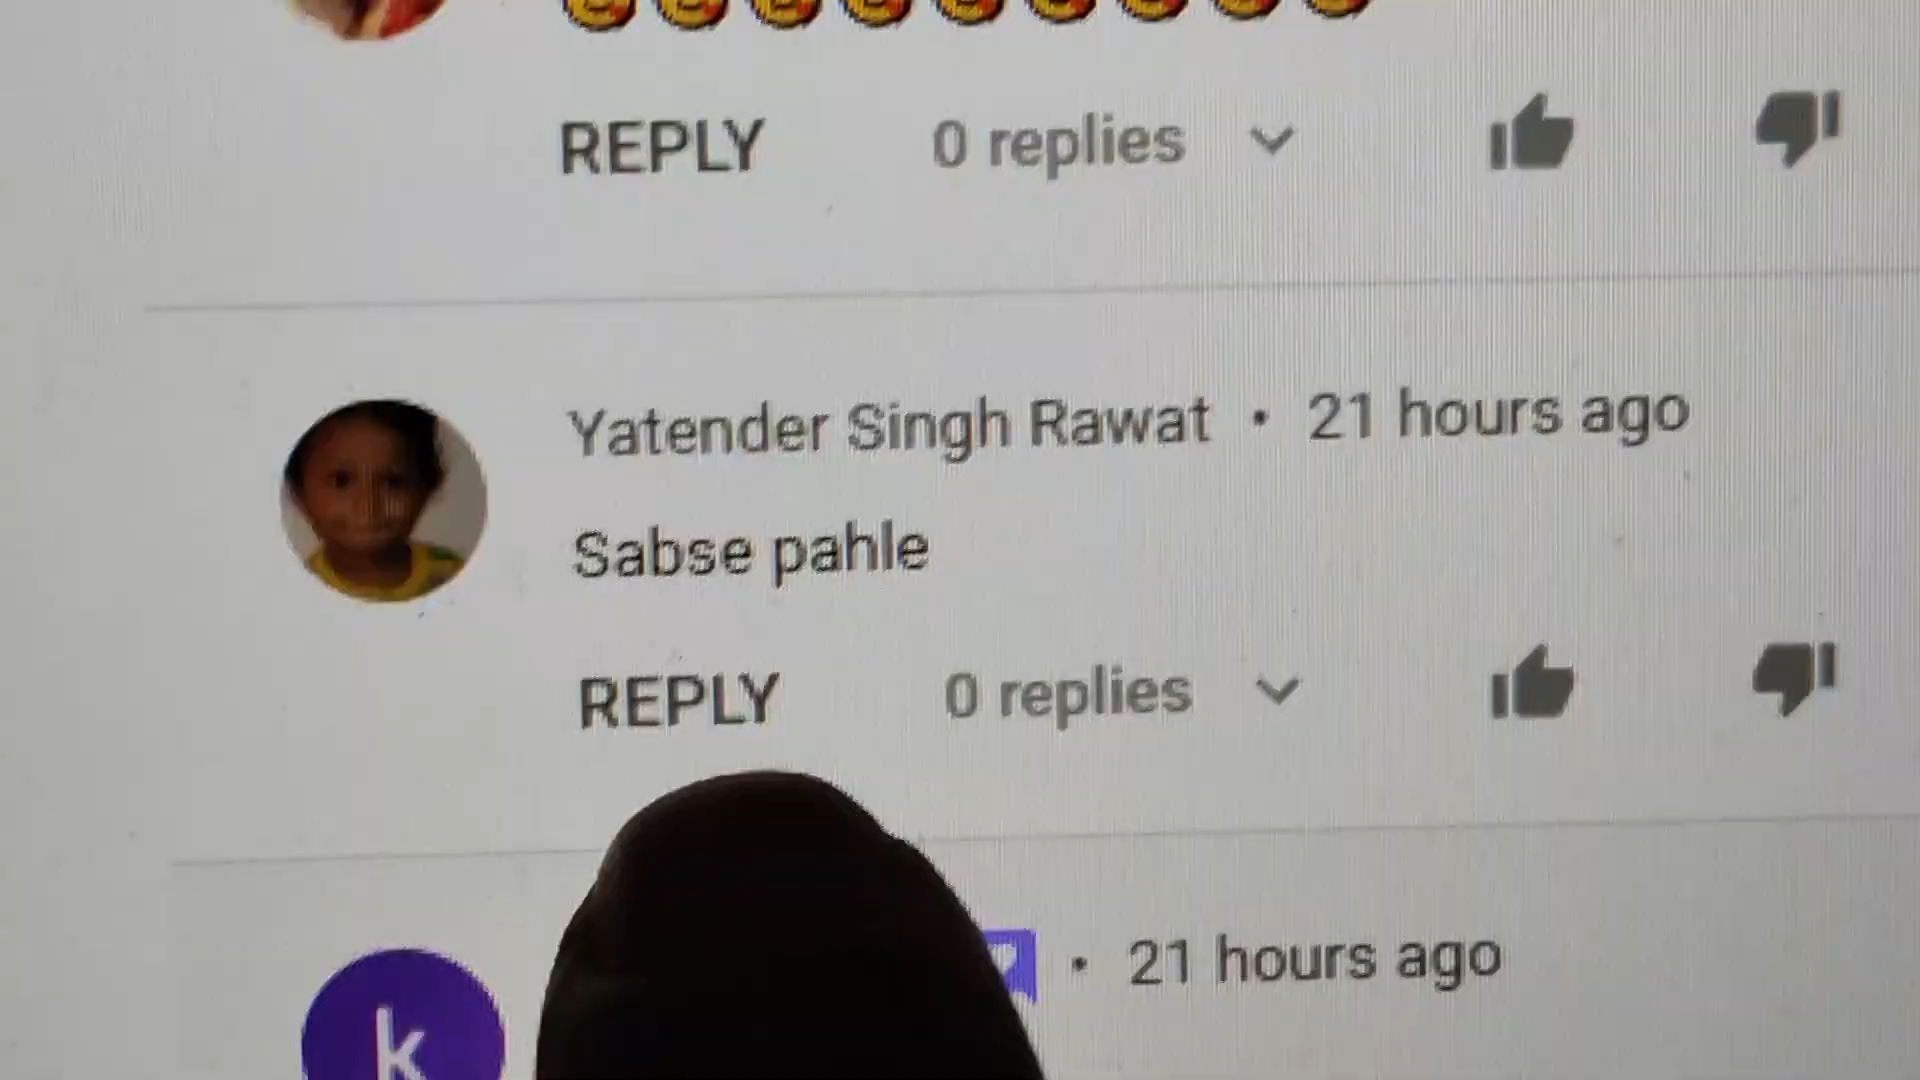 REPLY 0 replies
Yatender Singh Rawat • 21 hours ago
Sabse pahle
REPLY 0 replies
• 21 hours ago
k